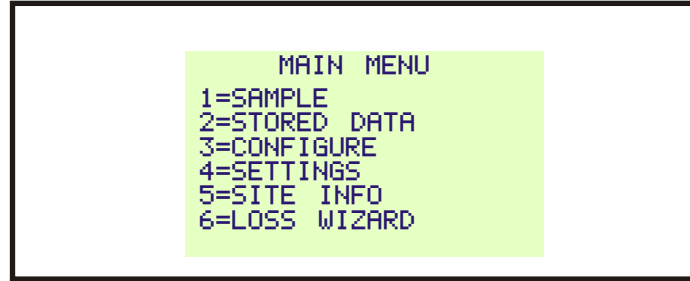 MAIN MENU
1=SAMPLE
2=STORED DATA
3=CONFIGURE
4=SETTINGS
5=SITE INFO
6=LOSS WIZARD